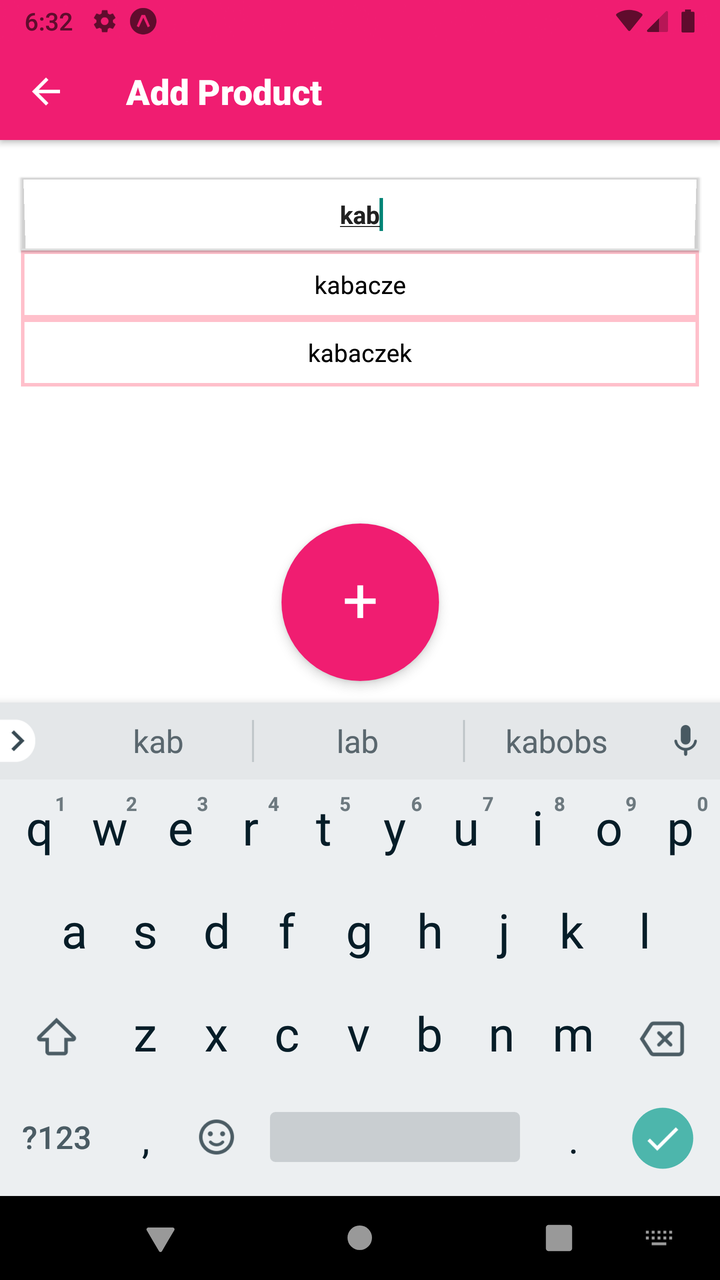 6:32
Add Product
kab
kabacze
kabaczek
+
kab lab kabobs
1 2 3 4 5 6 7 8 9 0
q w e r t y u i o p
a s d f g h j k l
z x c v b n m
?123 , .